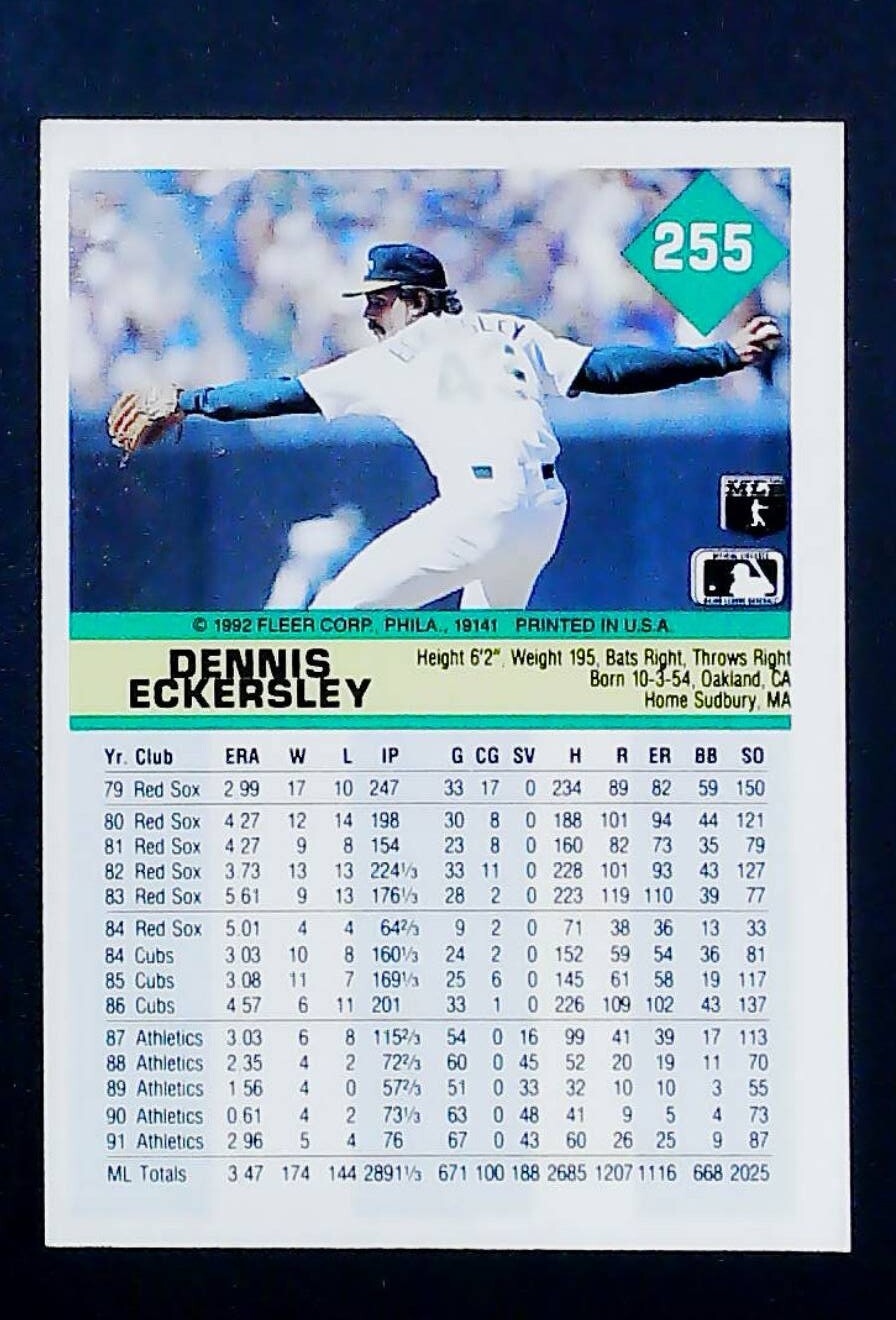 255
ECKERSLEY
43
MLB
© 1992 FLEER CORP., PHILA., 19141 PRINTED IN U.S.A.
DENNIS
ECKERSLEY
Height 6'2", Weight 195, Bats Right, Throws Right
Born 10-3-54, Oakland, CA
Home Sudbury, MA
Yr. Club ERA W L IP G CG SV H R ER BB SO
79 Red Sox 2.99 17 10 247 33 17 0 234 89 82 59 150
80 Red Sox 4.27 12 14 198 30 8 0 188 101 94 44 121
81 Red Sox 4.27 9 8 154 23 8 0 160 82 73 35 79
82 Red Sox 3.73 13 13 224⅓ 33 11 0 228 101 93 43 127
83 Red Sox 5.61 9 13 176⅓ 28 2 0 223 119 110 39 77
84 Red Sox 5.01 4 4 64⅔ 9 2 0 71 38 36 13 33
84 Cubs 3.03 10 8 160⅓ 24 2 0 152 59 54 36 81
85 Cubs 3.08 11 7 169⅓ 25 6 0 145 61 58 19 117
86 Cubs 4.57 6 11 201 33 1 0 226 109 102 43 137
87 Athletics 3.03 6 8 115⅔ 54 0 16 99 41 39 17 113
88 Athletics 2.35 4 2 72⅔ 60 0 45 52 20 19 11 70
89 Athletics 1.56 4 0 57⅔ 51 0 33 32 10 10 3 55
90 Athletics 0.61 4 2 73⅓ 63 0 48 41 9 5 4 73
91 Athletics 2.96 5 4 76 67 0 43 60 26 25 9 87
ML Totals 3.47 174 144 2891⅓ 671 100 188 2685 1207 1116 668 2025